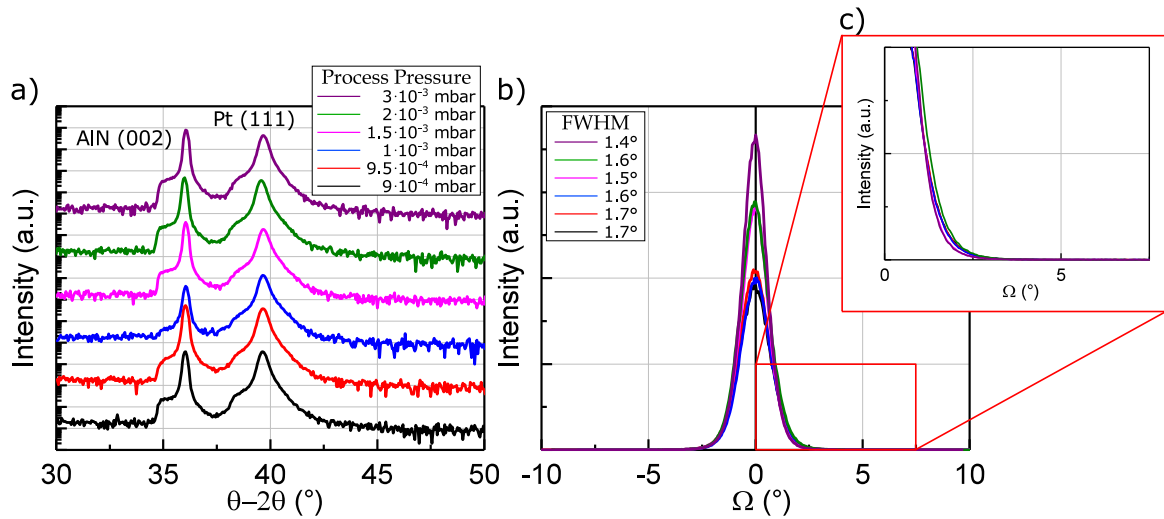 a)
Intensity (a.u.)
AlN (002)
Pt (111)
Process Pressure
3·10⁻³ mbar
2·10⁻³ mbar
1.5·10⁻³ mbar
1·10⁻³ mbar
9.5·10⁻⁴ mbar
9·10⁻⁴ mbar
30 35 40 45 50
θ−2θ (°)
b)
Intensity (a.u.)
FWHM
1.4°
1.6°
1.5°
1.6°
1.7°
1.7°
-10 -5 0 5 10
Ω (°)
c)
Intensity (a.u.)
0 5
Ω (°)